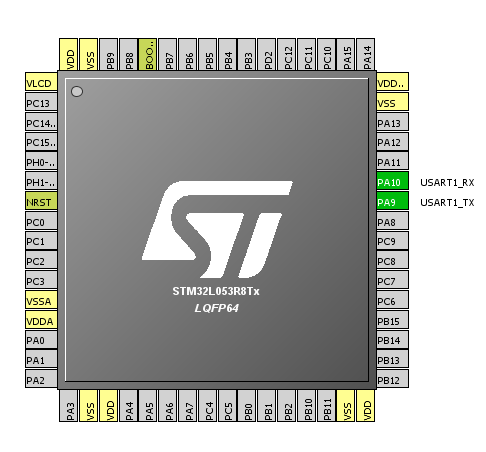 VDD
VSS
PB9
PB8
BOO..
PB7
PB6
PB5
PB4
PB3
PD2
PC12
PC11
PC10
PA15
PA14
VLCD
PC13
PC14..
PC15..
PH0-..
PH1-..
NRST
PC0
PC1
PC2
PC3
VSSA
VDDA
PA0
PA1
PA2
VDD..
VSS
PA13
PA12
PA11
PA10 USART1_RX
PA9 USART1_TX
PA8
PC9
PC8
PC7
PC6
PB15
PB14
PB13
PB12
ST
STM32L053R8Tx
LQFP64
PA3
VSS
VDD
PA4
PA5
PA6
PA7
PC4
PC5
PB0
PB1
PB2
PB10
PB11
VSS
VDD